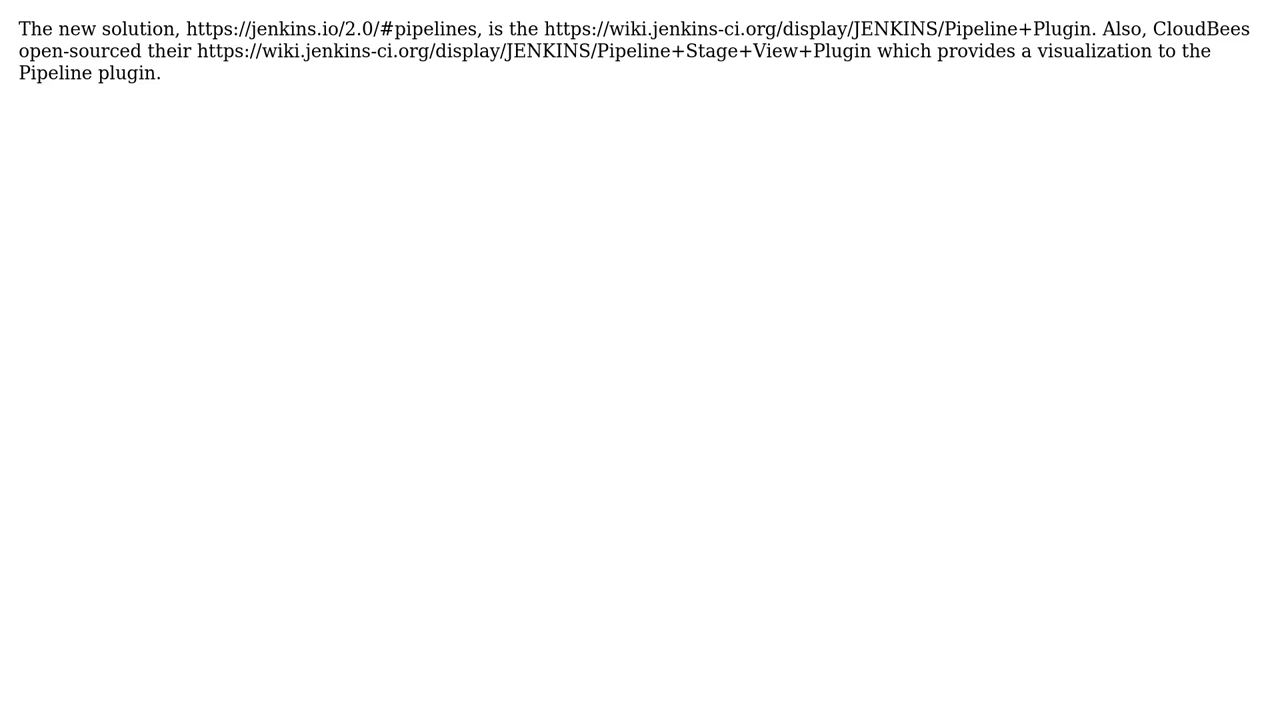 The new solution, https://jenkins.io/2.0/#pipelines, is the https://wiki.jenkins-ci.org/display/JENKINS/Pipeline+Plugin. Also, CloudBees
open-sourced their https://wiki.jenkins-ci.org/display/JENKINS/Pipeline+Stage+View+Plugin which provides a visualization to the
Pipeline plugin.